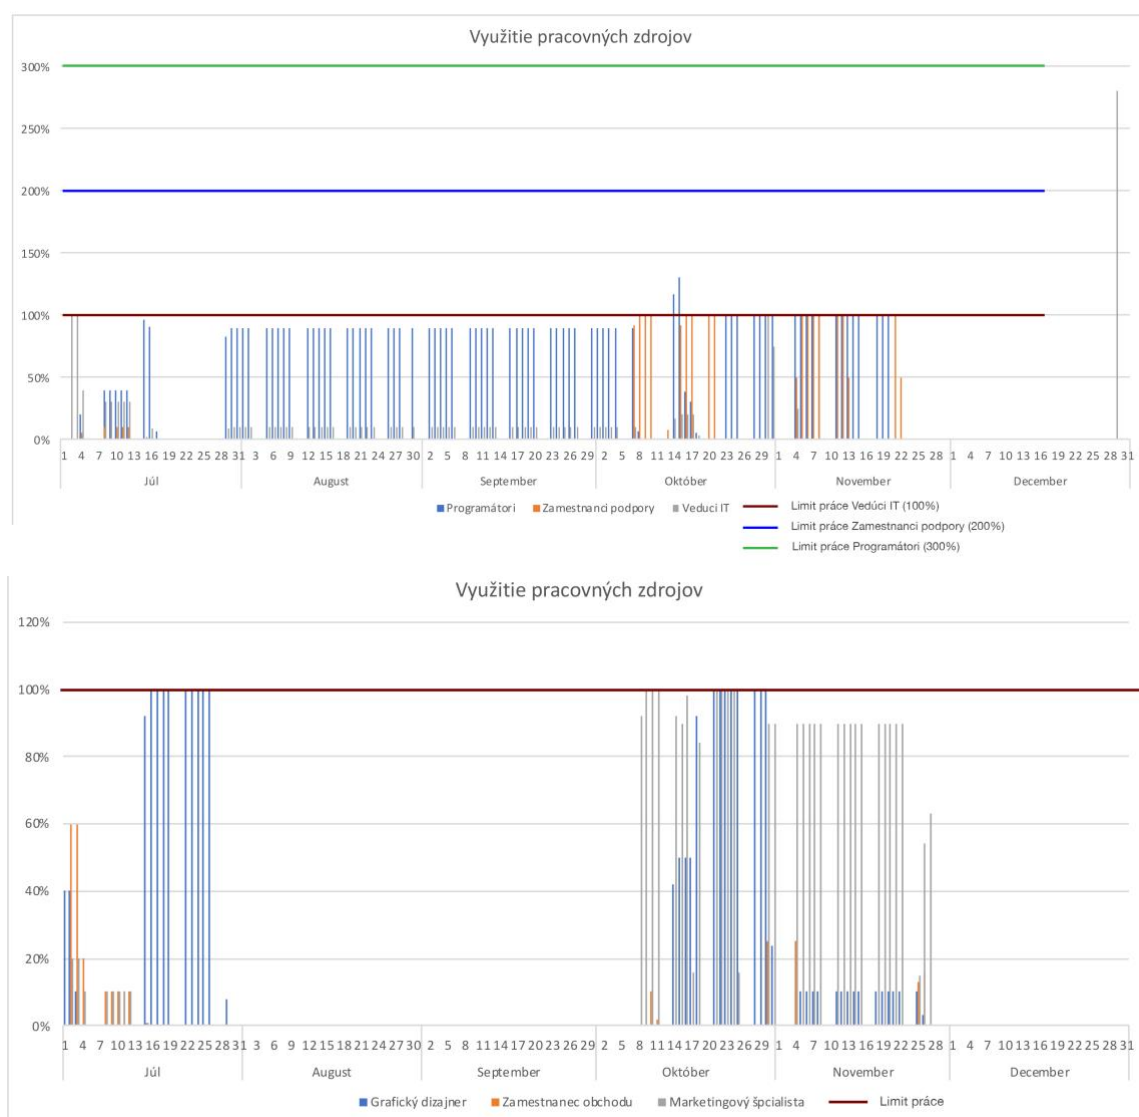 Využitie pracovných zdrojov
300%
250%
200%
150%
100%
50%
0%
1 4 7 10 13 16 19 22 25 28 31 3 6 9 12 15 18 21 24 27 30 2 5 8 11 14 17 20 23 26 29 2 5 8 11 14 17 20 23 26 29 1 4 7 10 13 16 19 22 25 28 1 4 7 10 13 16 19 22 25 28 31
Júl August September Október November December
Programátori Zamestnanci podpory Veduci IT Limit práce Vedúci IT (100%)
Limit práce Zamestnanci podpory (200%)
Limit práce Programátori (300%)
Využitie pracovných zdrojov
120%
100%
80%
60%
40%
20%
0%
1 4 7 10 13 16 19 22 25 28 31 3 6 9 12 15 18 21 24 27 30 2 5 8 11 14 17 20 23 26 29 2 5 8 11 14 17 20 23 26 29 1 4 7 10 13 16 19 22 25 28 1 4 7 10 13 16 19 22 25 28 31
Júl August September Október November December
Grafický dizajner Zamestnanec obchodu Marketingový špcialista Limit práce